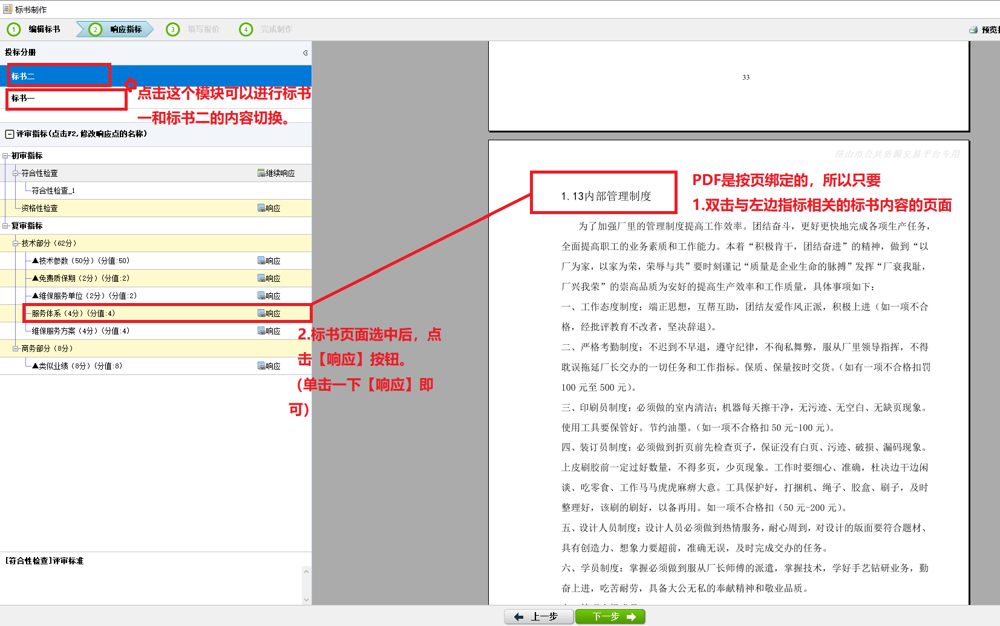 标书制作
1 编辑标书 2 响应指标 3 填写报价 4 完成制作
预览
投标分册
标书二
标书一
点击这个模块可以进行标书
一和标书二的内容切换。
评审指标(点击F2,修改响应点的名称)
初审指标
符合性检查 继续响应
符合性检查_1
资格性检查 响应
复审指标
技术部分（62分）
▲技术参数（50分）(分值:50) 响应
▲免费质保期（2分）(分值:2) 响应
▲维保服务单位（2分）(分值:2) 响应
服务体系（4分）(分值:4) 响应
维保服务方案（4分）(分值:4) 响应
商务部分（8分）
▲类似业绩（8分）(分值:8) 响应
2.标书页面选中后，点
击【响应】按钮。
（单击一下【响应】即
可）
[符合性检查]评审标准
33
昆山市公共资源交易平台专用
1.13内部管理制度
PDF是按页绑定的，所以只要
1.双击与左边指标相关的标书内容的页面
为了加强厂里的管理制度提高工作效率。团结奋斗，更好更快地完成各项生产任务，
全面提高职工的业务素质和工作能力。本着“积极肯干，团结奋进”的精神，做到“以
厂为家，以家为荣，荣辱与共”要时刻谨记“质量是企业生命的脉搏”发挥“厂衰我耻，
厂兴我荣”的崇高品质为安好的提高生产效率和工作质量，具体事项如下：
一、工作态度制度：端正思想，互帮互助，团结友爱作风正派，积极上进（如一项不合
格，经批评教育不改者，坚决辞退）。
二、严格考勤制度：不迟到不早退，遵守纪律，不徇私舞弊，服从厂里领导指挥，不得
耽误拖延厂长交办的一切任务和工作指标。保质、保量按时交货。（如有一项不合格扣罚
100 元至 500 元）。
三、印刷员制度：必须做的室内清洁；机器每天擦干净，无污迹、无空白、无缺页现象。
使用工具要保管好。节约油墨。（如一项不合格扣 50 元-100 元）。
四、装订员制度：必须做到折页前先检查页子，保证没有白页、污迹、破损、漏码现象。
上皮刷胶前一定过好数量，不得多页，少页现象。工作时要细心、准确，杜决边干边闲
谈、吃零食、工作马马虎虎麻痹大意。工具保护好，打捆机、绳子、胶盒、刷子，及时
整理好，该刷的刷好，以备再用。如一项不合格扣（50 元-200 元）。
五、设计人员制度：设计人员必须做到热情服务，耐心周到，对设计的版面要符合题材、
具有创造力、想象力要超前，准确无误，及时完成交办的任务。
六、学员制度：掌握必须做到服从厂长师傅的派遣，掌握技术，学好手艺钻研业务，勤
奋上进，吃苦耐劳，具备大公无私的奉献精神和敬业品质。
上一步 下一步